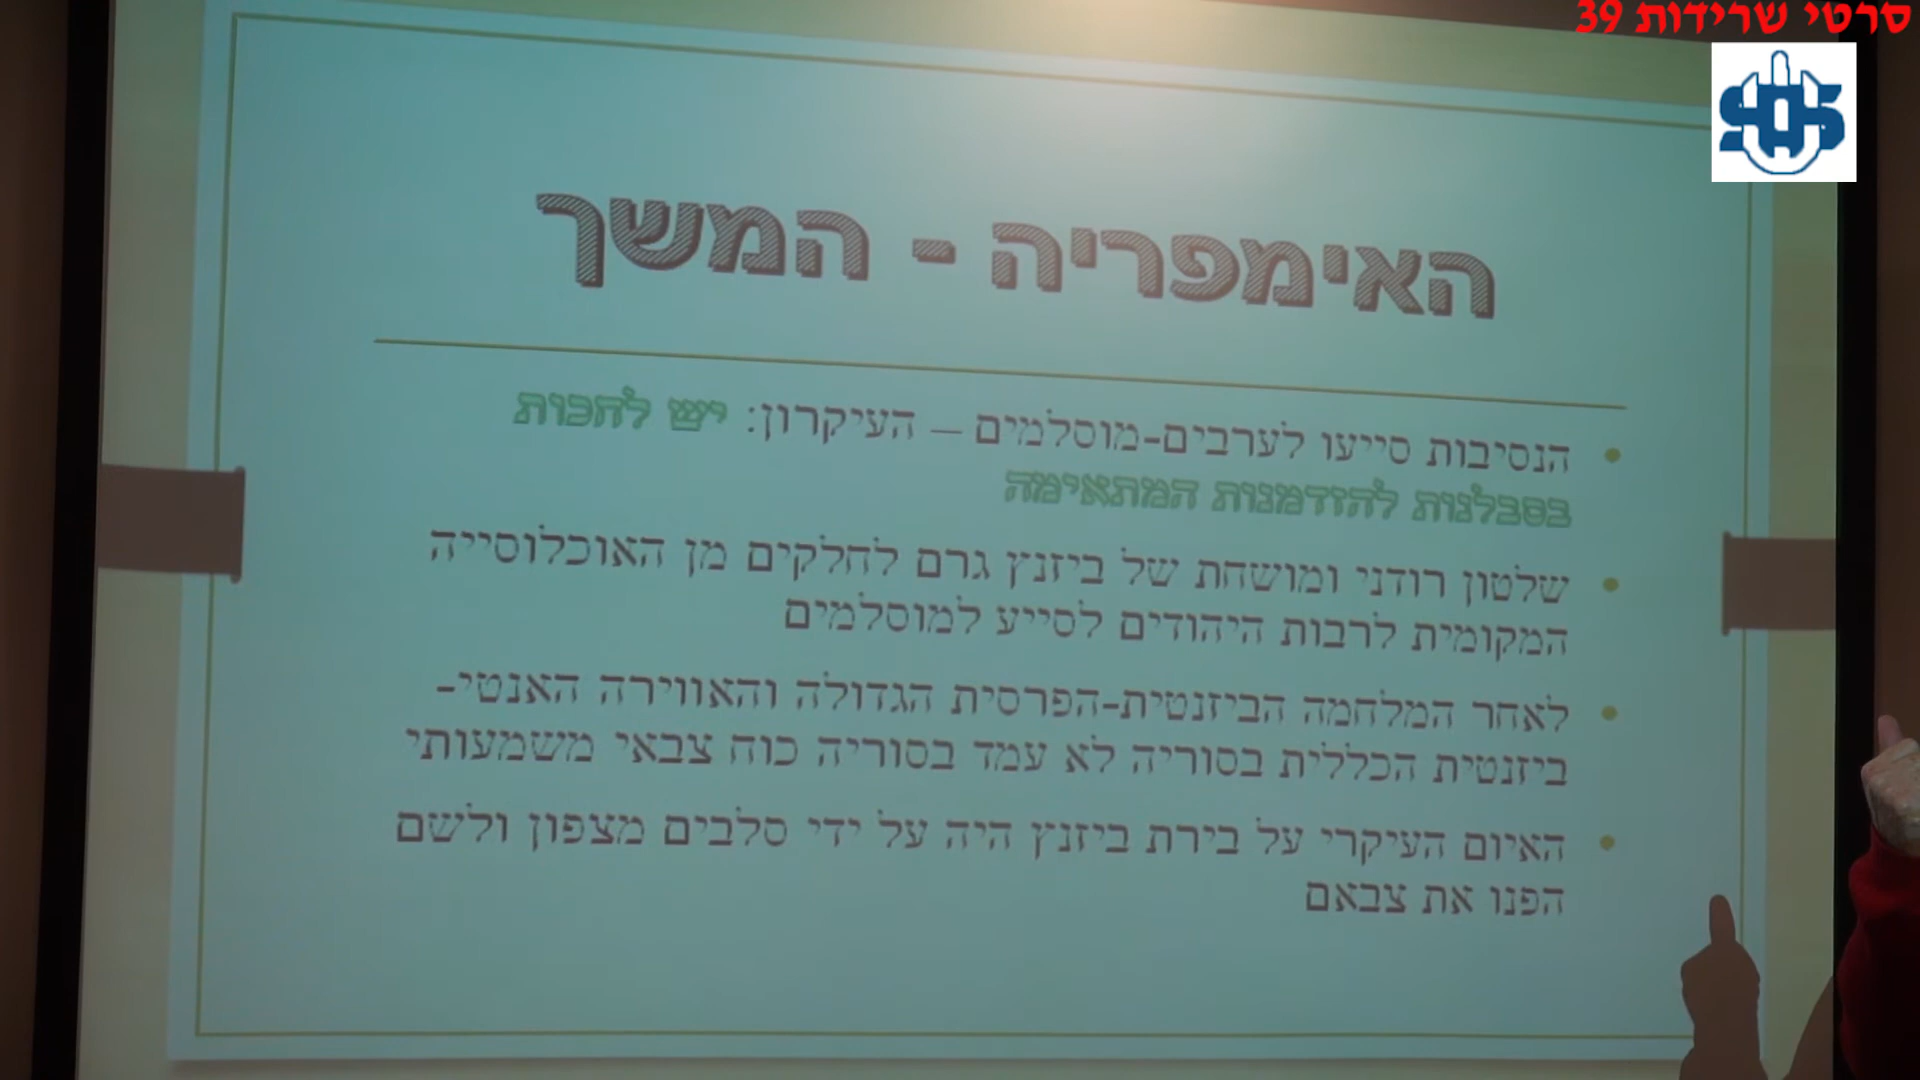 סרטי שרידות 39
SOS
האימפריה - המשך
• הנסיבות סייעו לערבים-מוסלמים – העיקרון: יש לחכות
בסבלנות להזדמנות המתאימה
• שלטון רודני ומושחת של ביזנץ גרם לחלקים מן האוכלוסייה
המקומית לרבות היהודים לסייע למוסלמים
• לאחר המלחמה הביזנטית-הפרסית הגדולה והאווירה האנטי-
ביזנטית הכללית בסוריה לא עמד בסוריה כוח צבאי משמעותי
• האיום העיקרי על בירת ביזנץ היה על ידי סלבים מצפון ולשם
הפנו את צבאם